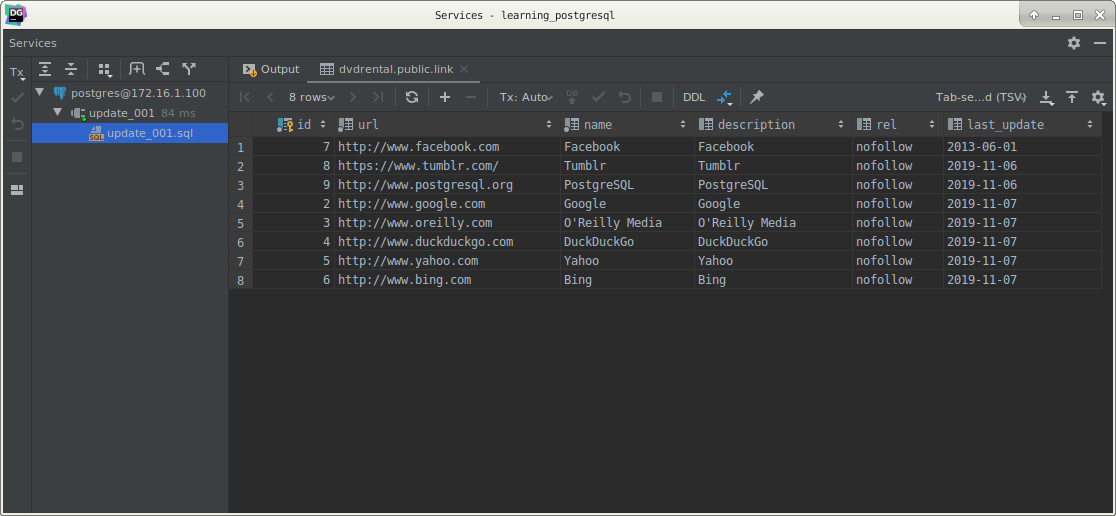 DG
Services - learning_postgresql
Services
Tx
postgres@172.16.1.100
update_001 84 ms
SQL update_001.sql
Output dvdrental.public.link
8 rows Tx: Auto DB DDL Tab-se...d (TSV)
id url name description rel last_update
1 7 http://www.facebook.com Facebook Facebook nofollow 2013-06-01
2 8 https://www.tumblr.com/ Tumblr Tumblr nofollow 2019-11-06
3 9 http://www.postgresql.org PostgreSQL PostgreSQL nofollow 2019-11-06
4 2 http://www.google.com Google Google nofollow 2019-11-07
5 3 http://www.oreilly.com O'Reilly Media O'Reilly Media nofollow 2019-11-07
6 4 http://www.duckduckgo.com DuckDuckGo DuckDuckGo nofollow 2019-11-07
7 5 http://www.yahoo.com Yahoo Yahoo nofollow 2019-11-07
8 6 http://www.bing.com Bing Bing nofollow 2019-11-07